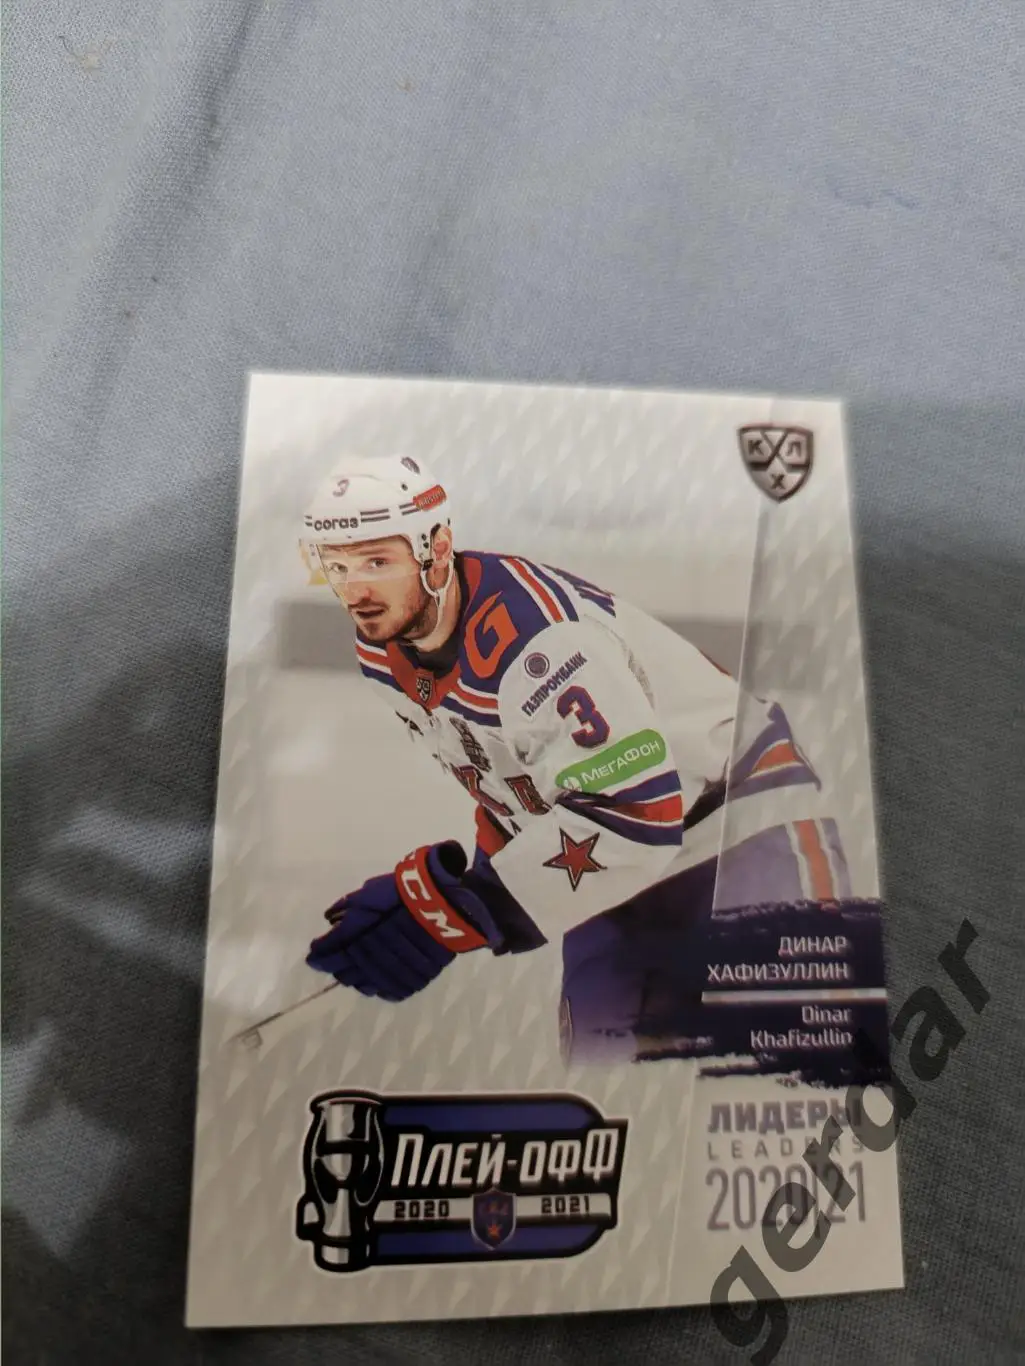 КЛХ
3
СОГАЗ
ГАЗПРОМБАНК
3
МЕГАФОН
CCM
ДИНАР
ХАФИЗУЛЛИН
Dinar
Khafizullin
ЛИДЕРЫ
LEADERS
2020|21
ПЛЕЙ-ОФФ
2020 2021
gerdar